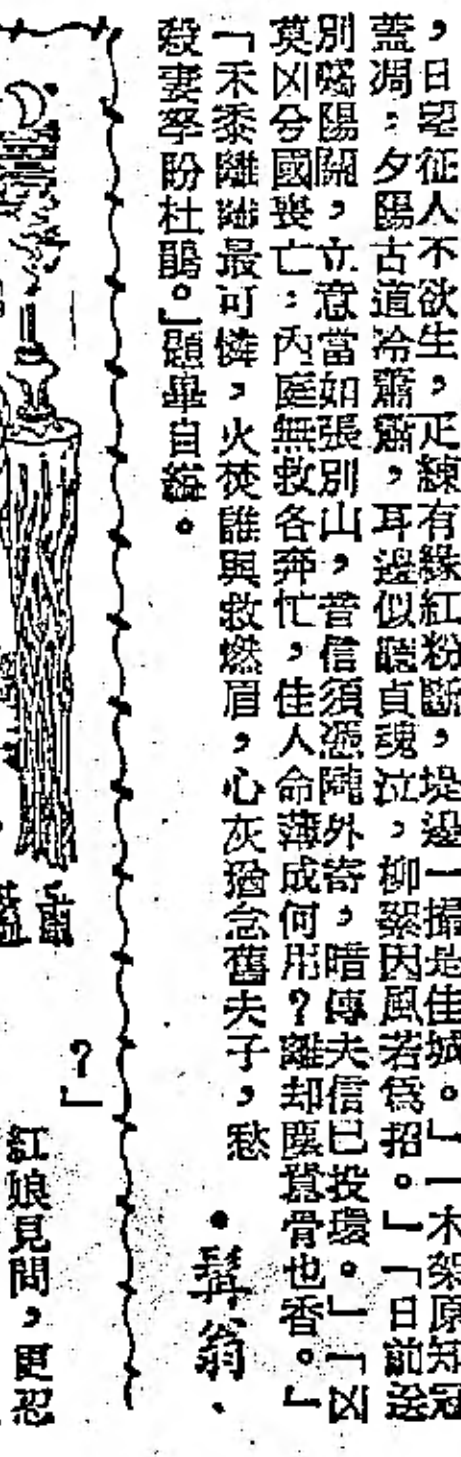 ，日望征人不欲生，疋練有緣紅粉斷，堤邊一撮是佳城。」「木架原知冠
蓋凋：夕陽古道冷蕭蕭，耳邊似聽貞魂泣，柳絮因風若爲招。」「日前送
別噶陽關，立意當如張別山，昔信須憑隴外寄，暗傳夫信已投環。」「凶
莫凶兮國喪亡：內庭無救各奔忙，佳人命薄成何用？離却塵寰骨也香。」
「禾黍離離最可憐，火焚誰與救燃眉，心灰猶念舊夫子，愁
殺妻孥盼杜鵑。」題畢自縊。
•髯翁•
？」
紅娘見問，更忍